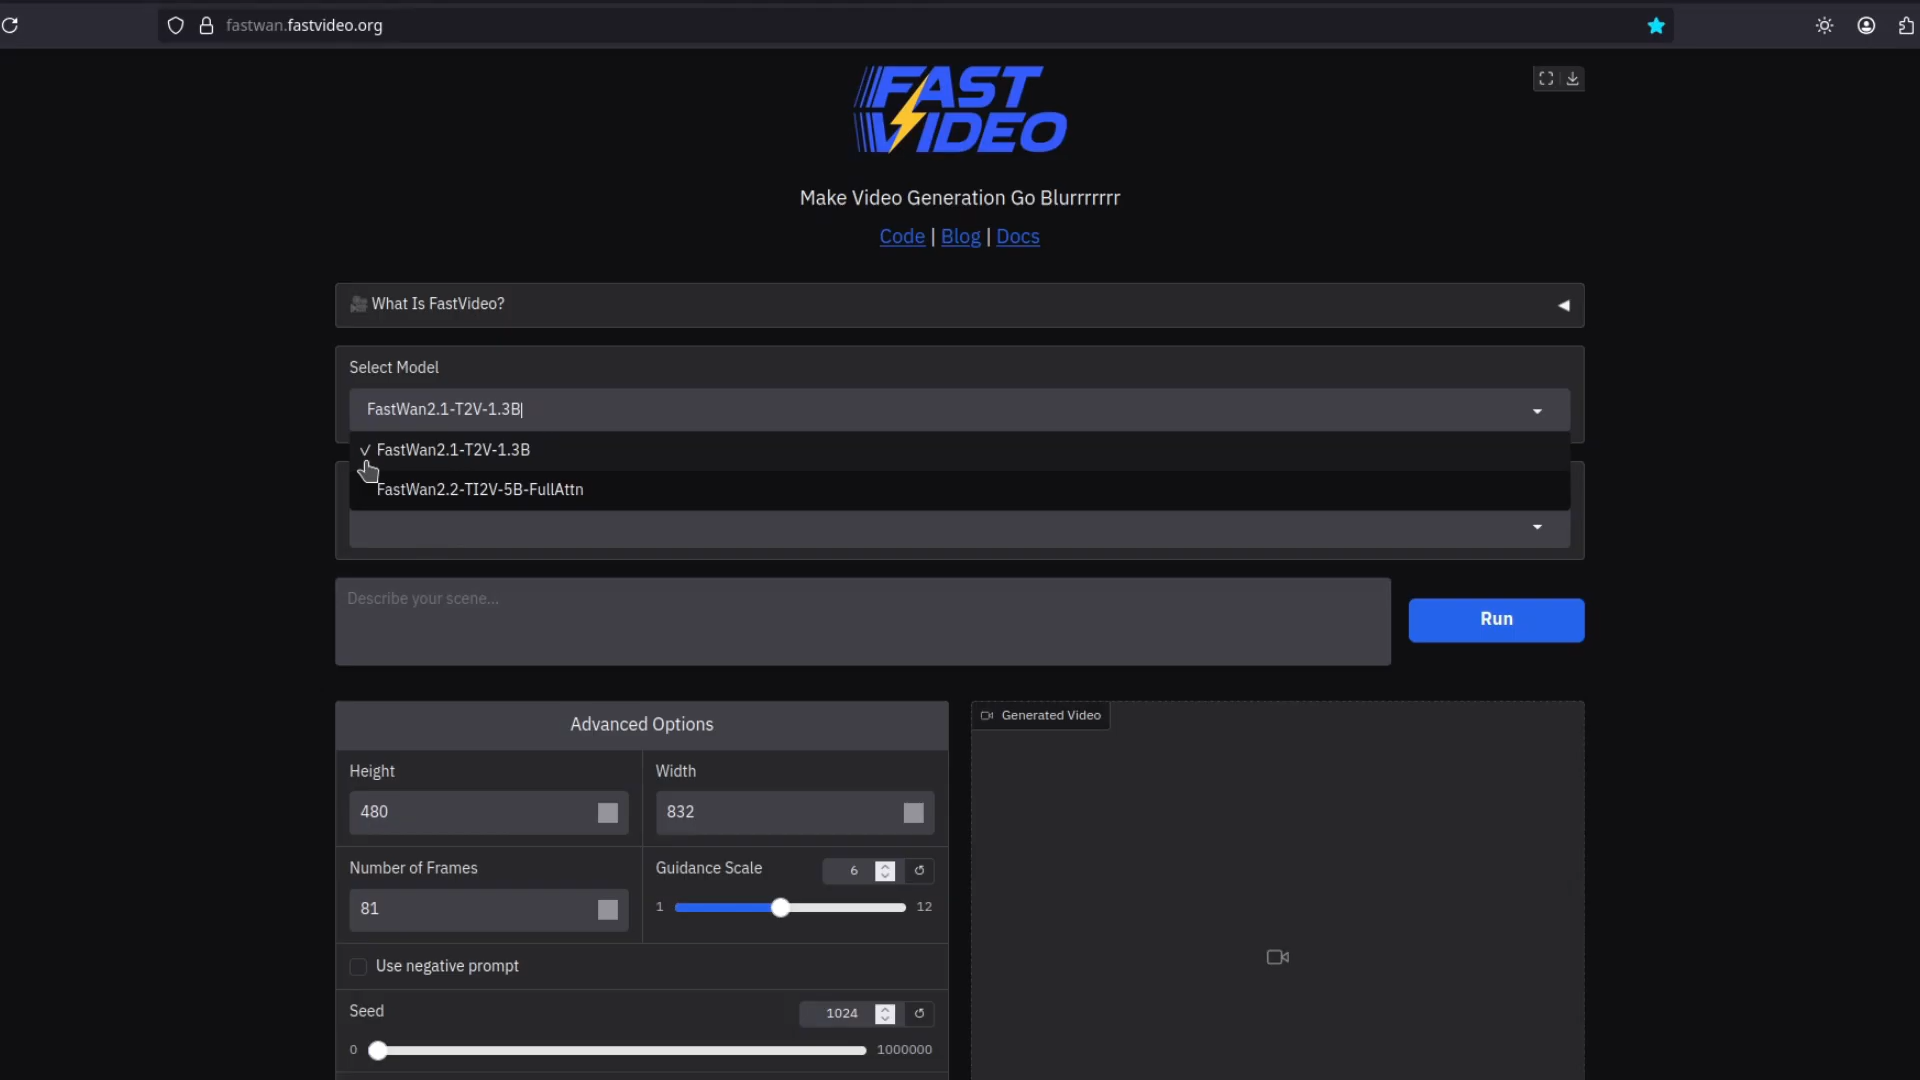 fastwan.fastvideo.org
FAST
VIDEO
Make Video Generation Go Blurrrrrrr
Code | Blog | Docs
What Is FastVideo?
Select Model
FastWan2.1-T2V-1.3B
✓ FastWan2.1-T2V-1.3B
FastWan2.2-TI2V-5B-FullAttn
Describe your scene...
Run
Advanced Options
Generated Video
Height
Width
480
832
Number of Frames
Guidance Scale
6
81
1
12
Use negative prompt
Seed
1024
0
1000000